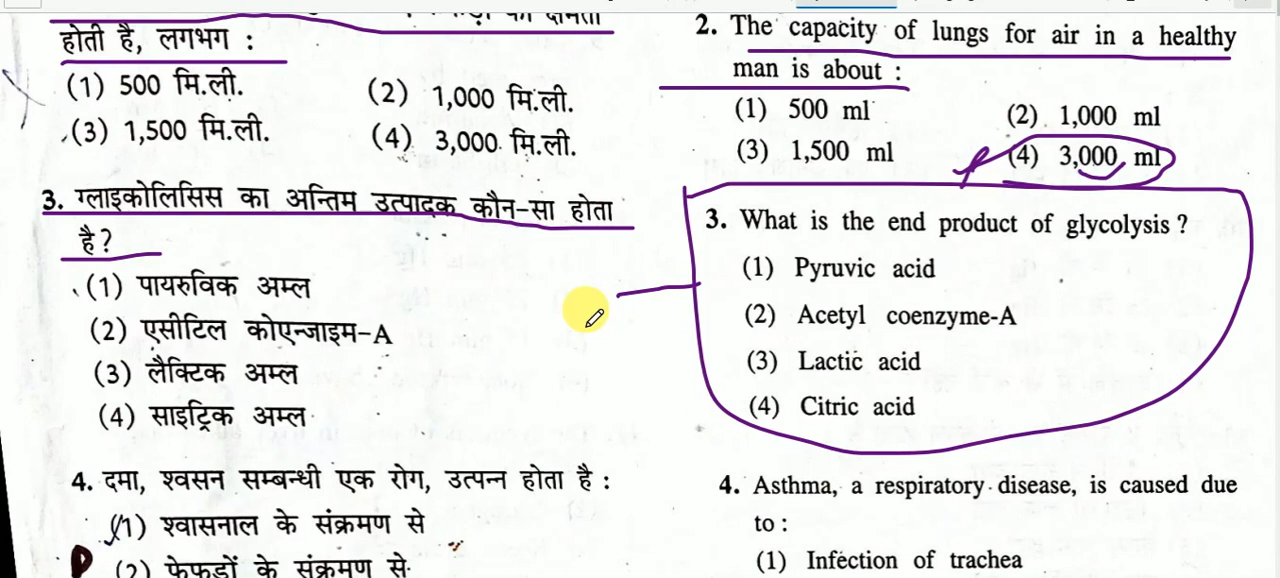 होती है, लगभग :
(1) 500 मि.ली.
(2) 1,000 मि.ली.
(3) 1,500 मि.ली.
(4) 3,000 मि.ली.
3. ग्लाइकोलिसिस का अन्तिम उत्पादक कौन-सा होता
है?
(1) पायरुविक अम्ल
(2) एसीटिल कोएन्जाइम-A
(3) लैक्टिक अम्ल
(4) साइट्रिक अम्ल
4. दमा, श्वसन सम्बन्धी एक रोग, उत्पन्न होता है :
(1) श्वासनाल के संक्रमण से
(2) फेफड़ों के संक्रमण से
2. The capacity of lungs for air in a healthy
man is about :
(1) 500 ml
(2) 1,000 ml
(3) 1,500 ml
(4) 3,000 ml
3. What is the end product of glycolysis ?
(1) Pyruvic acid
(2) Acetyl coenzyme-A
(3) Lactic acid
(4) Citric acid
4. Asthma, a respiratory disease, is caused due
to :
(1) Infection of trachea